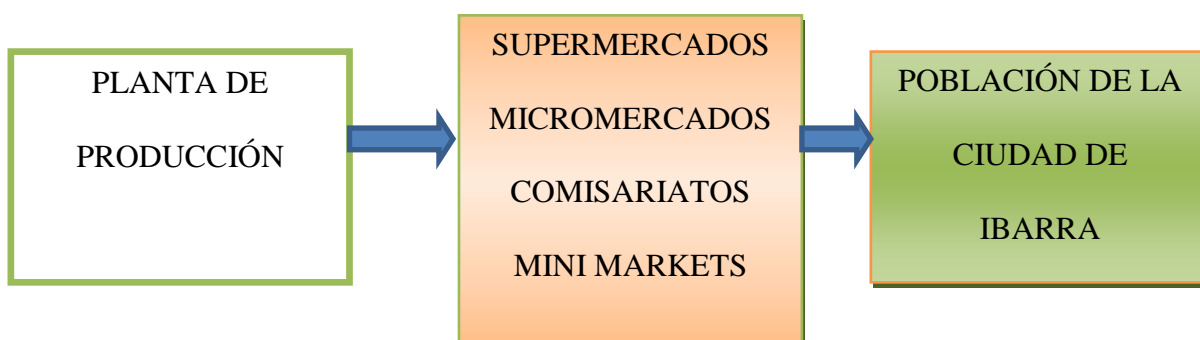 PLANTA DE
PRODUCCIÓN
SUPERMERCADOS
MICROMERCADOS
COMISARIATOS
MINI MARKETS
POBLACIÓN DE LA
CIUDAD DE
IBARRA